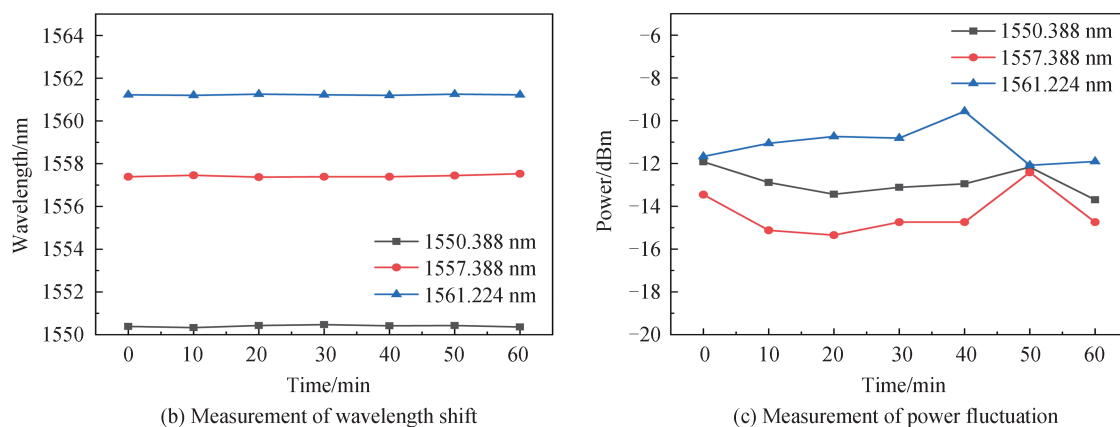 1564
1562
1560
1558
1556
1554
1552
1550
Wavelength/nm
1550.388 nm
1557.388 nm
1561.224 nm
0 10 20 30 40 50 60
Time/min
(b) Measurement of wavelength shift
−6
−8
−10
−12
−14
−16
−18
−20
Power/dBm
1550.388 nm
1557.388 nm
1561.224 nm
0 10 20 30 40 50 60
Time/min
(c) Measurement of power fluctuation